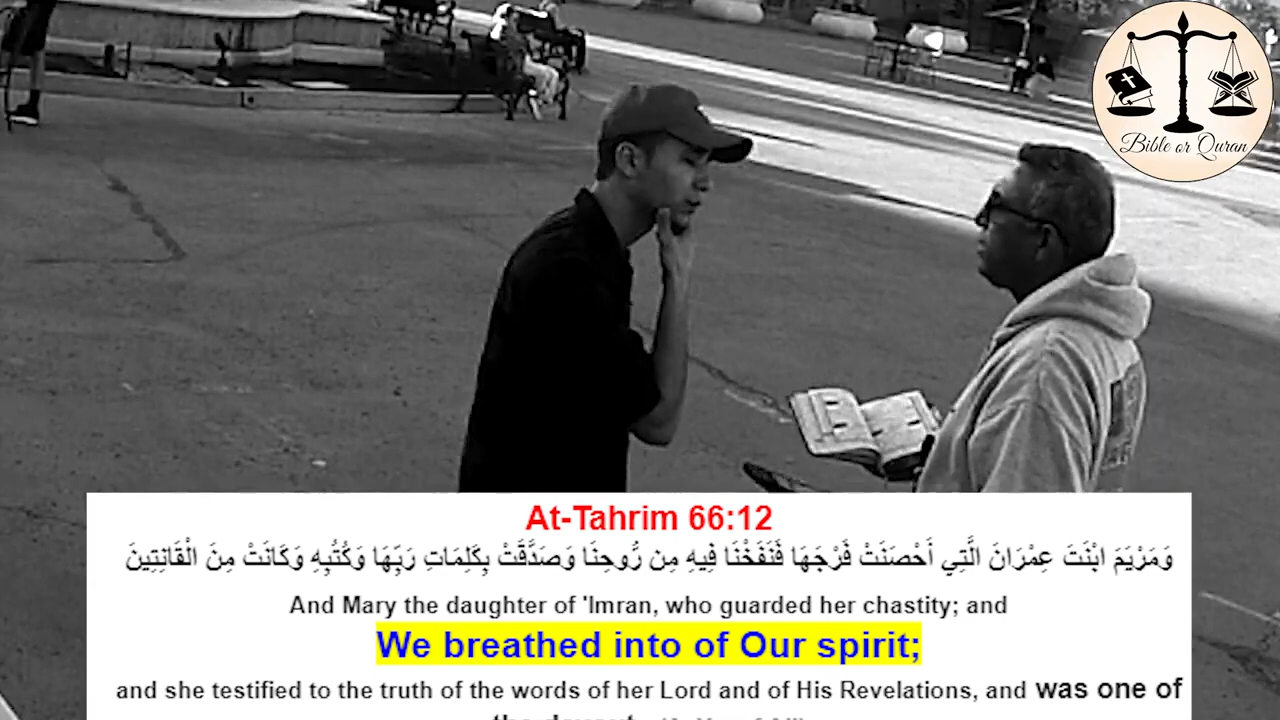 Bible or Quran
At-Tahrim 66:12
وَمَرْيَمَ ابْنَتَ عِمْرَانَ الَّتِي أَحْصَنَتْ فَرْجَهَا فَنَفَخْنَا فِيهِ مِن رُّوحِنَا وَصَدَّقَتْ بِكَلِمَاتِ رَبِّهَا وَكُتُبِهِ وَكَانَتْ مِنَ الْقَانِتِينَ
And Mary the daughter of 'Imran, who guarded her chastity; and
We breathed into of Our spirit;
and she testified to the truth of the words of her Lord and of His Revelations, and was one of